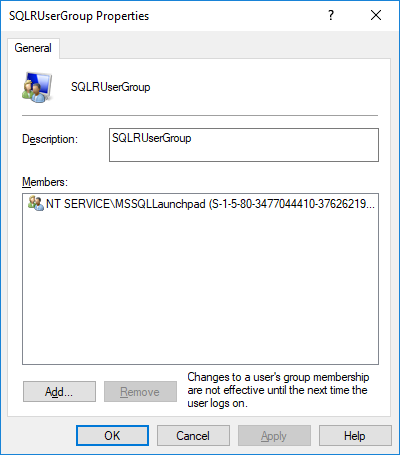 SQLRUserGroup Properties
General
SQLRUserGroup
Description:
SQLRUserGroup
Members:
NT SERVICE\MSSQLLaunchpad (S-1-5-80-3477044410-37626219...
Add...
Remove
Changes to a user's group membership
are not effective until the next time the
user logs on.
OK
Cancel
Apply
Help